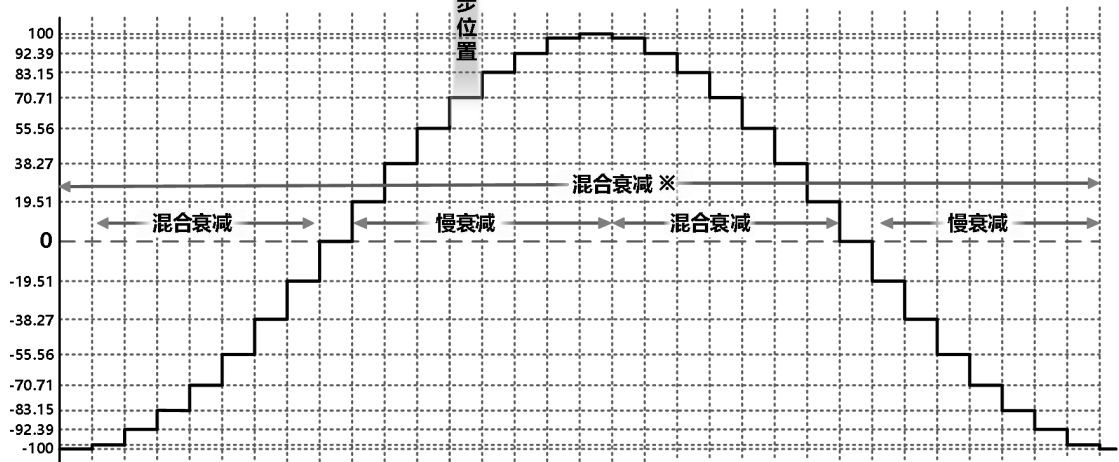 步
位
置
100
92.39
83.15
70.71
55.56
38.27
19.51
0
-19.51
-38.27
-55.56
-70.71
-83.15
-92.39
-100
混合衰减 ※
混合衰减
慢衰减
混合衰减
慢衰减